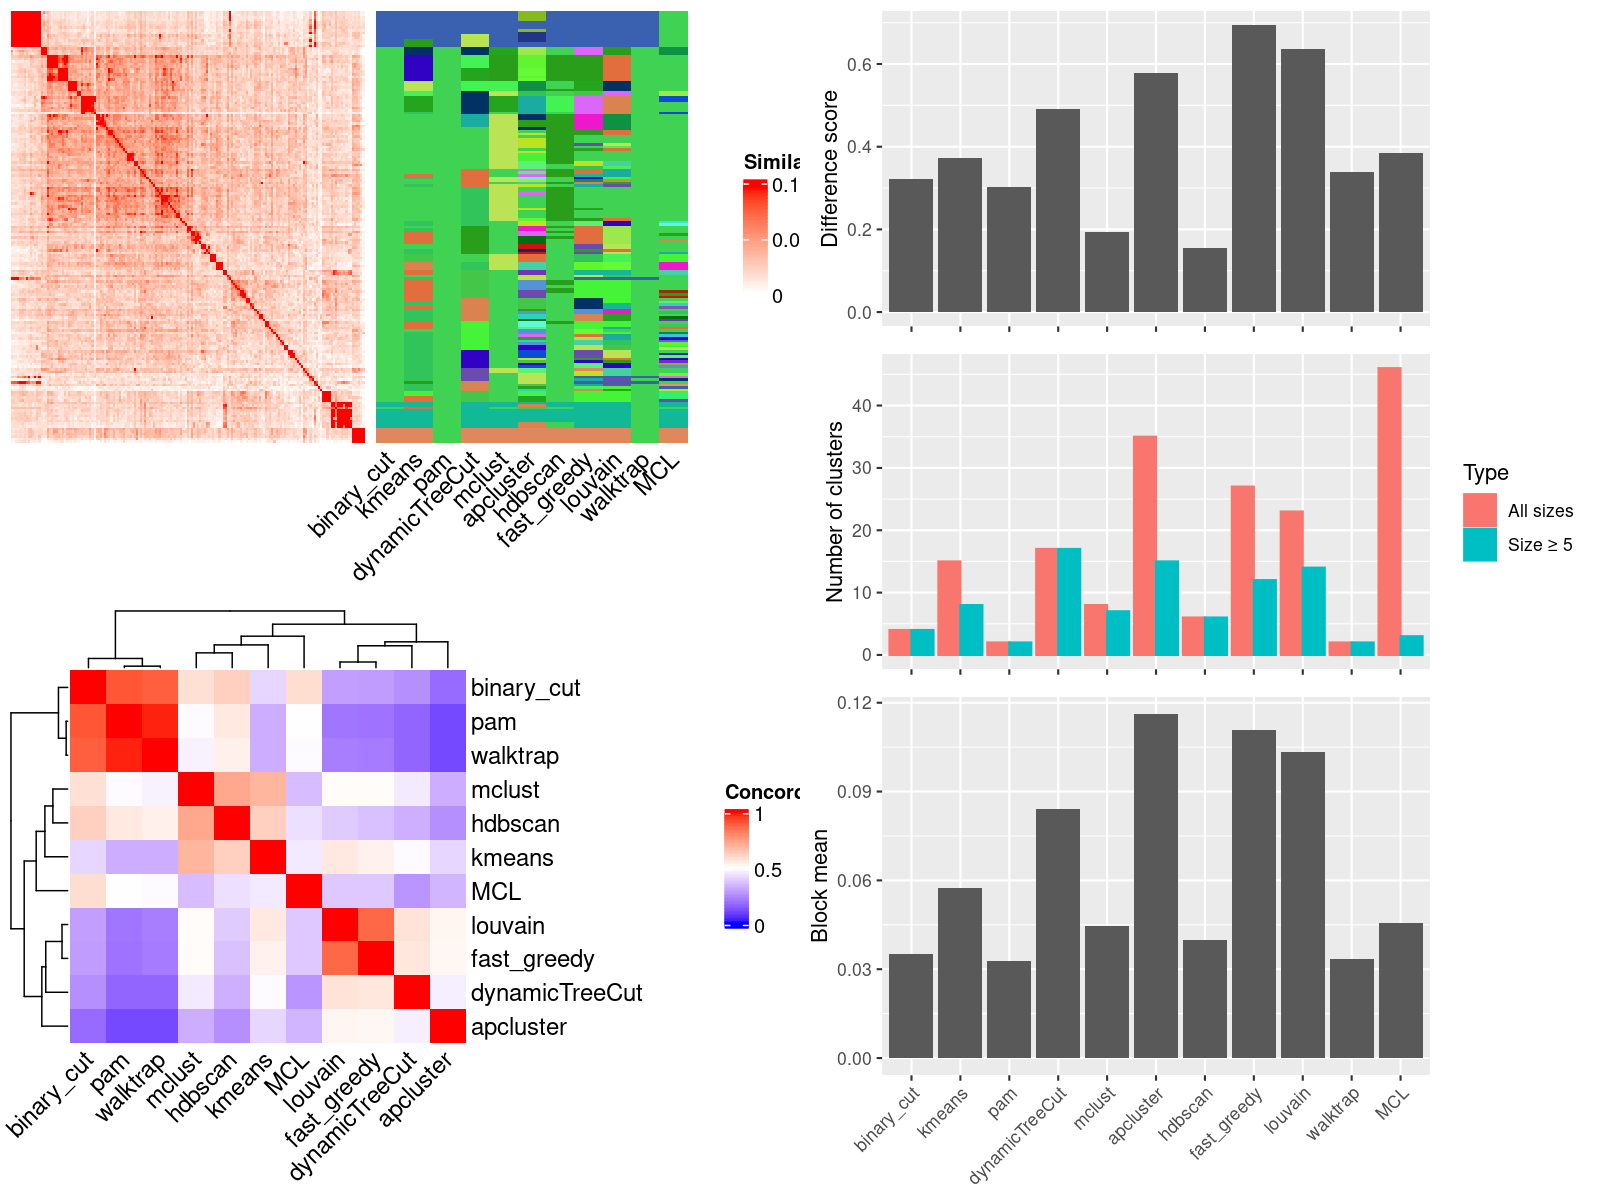 Simila
0.1
0.0
0
binary_cut
kmeans
pam
dynamicTreeCut
mclust
apcluster
hdbscan
fast_greedy
louvain
walktrap
MCL
binary_cut
pam
walktrap
mclust
hdbscan
kmeans
MCL
louvain
fast_greedy
dynamicTreeCut
apcluster
binary_cut
pam
walktrap
mclust
hdbscan
kmeans
MCL
louvain
fast_greedy
dynamicTreeCut
apcluster
Concord
1
0.5
0
Difference score
0.6
0.4
0.2
0.0
Number of clusters
40
30
20
10
0
Type
All sizes
Size ≥ 5
Block mean
0.12
0.09
0.06
0.03
0.00
binary_cut
kmeans
pam
dynamicTreeCut
mclust
apcluster
hdbscan
fast_greedy
louvain
walktrap
MCL